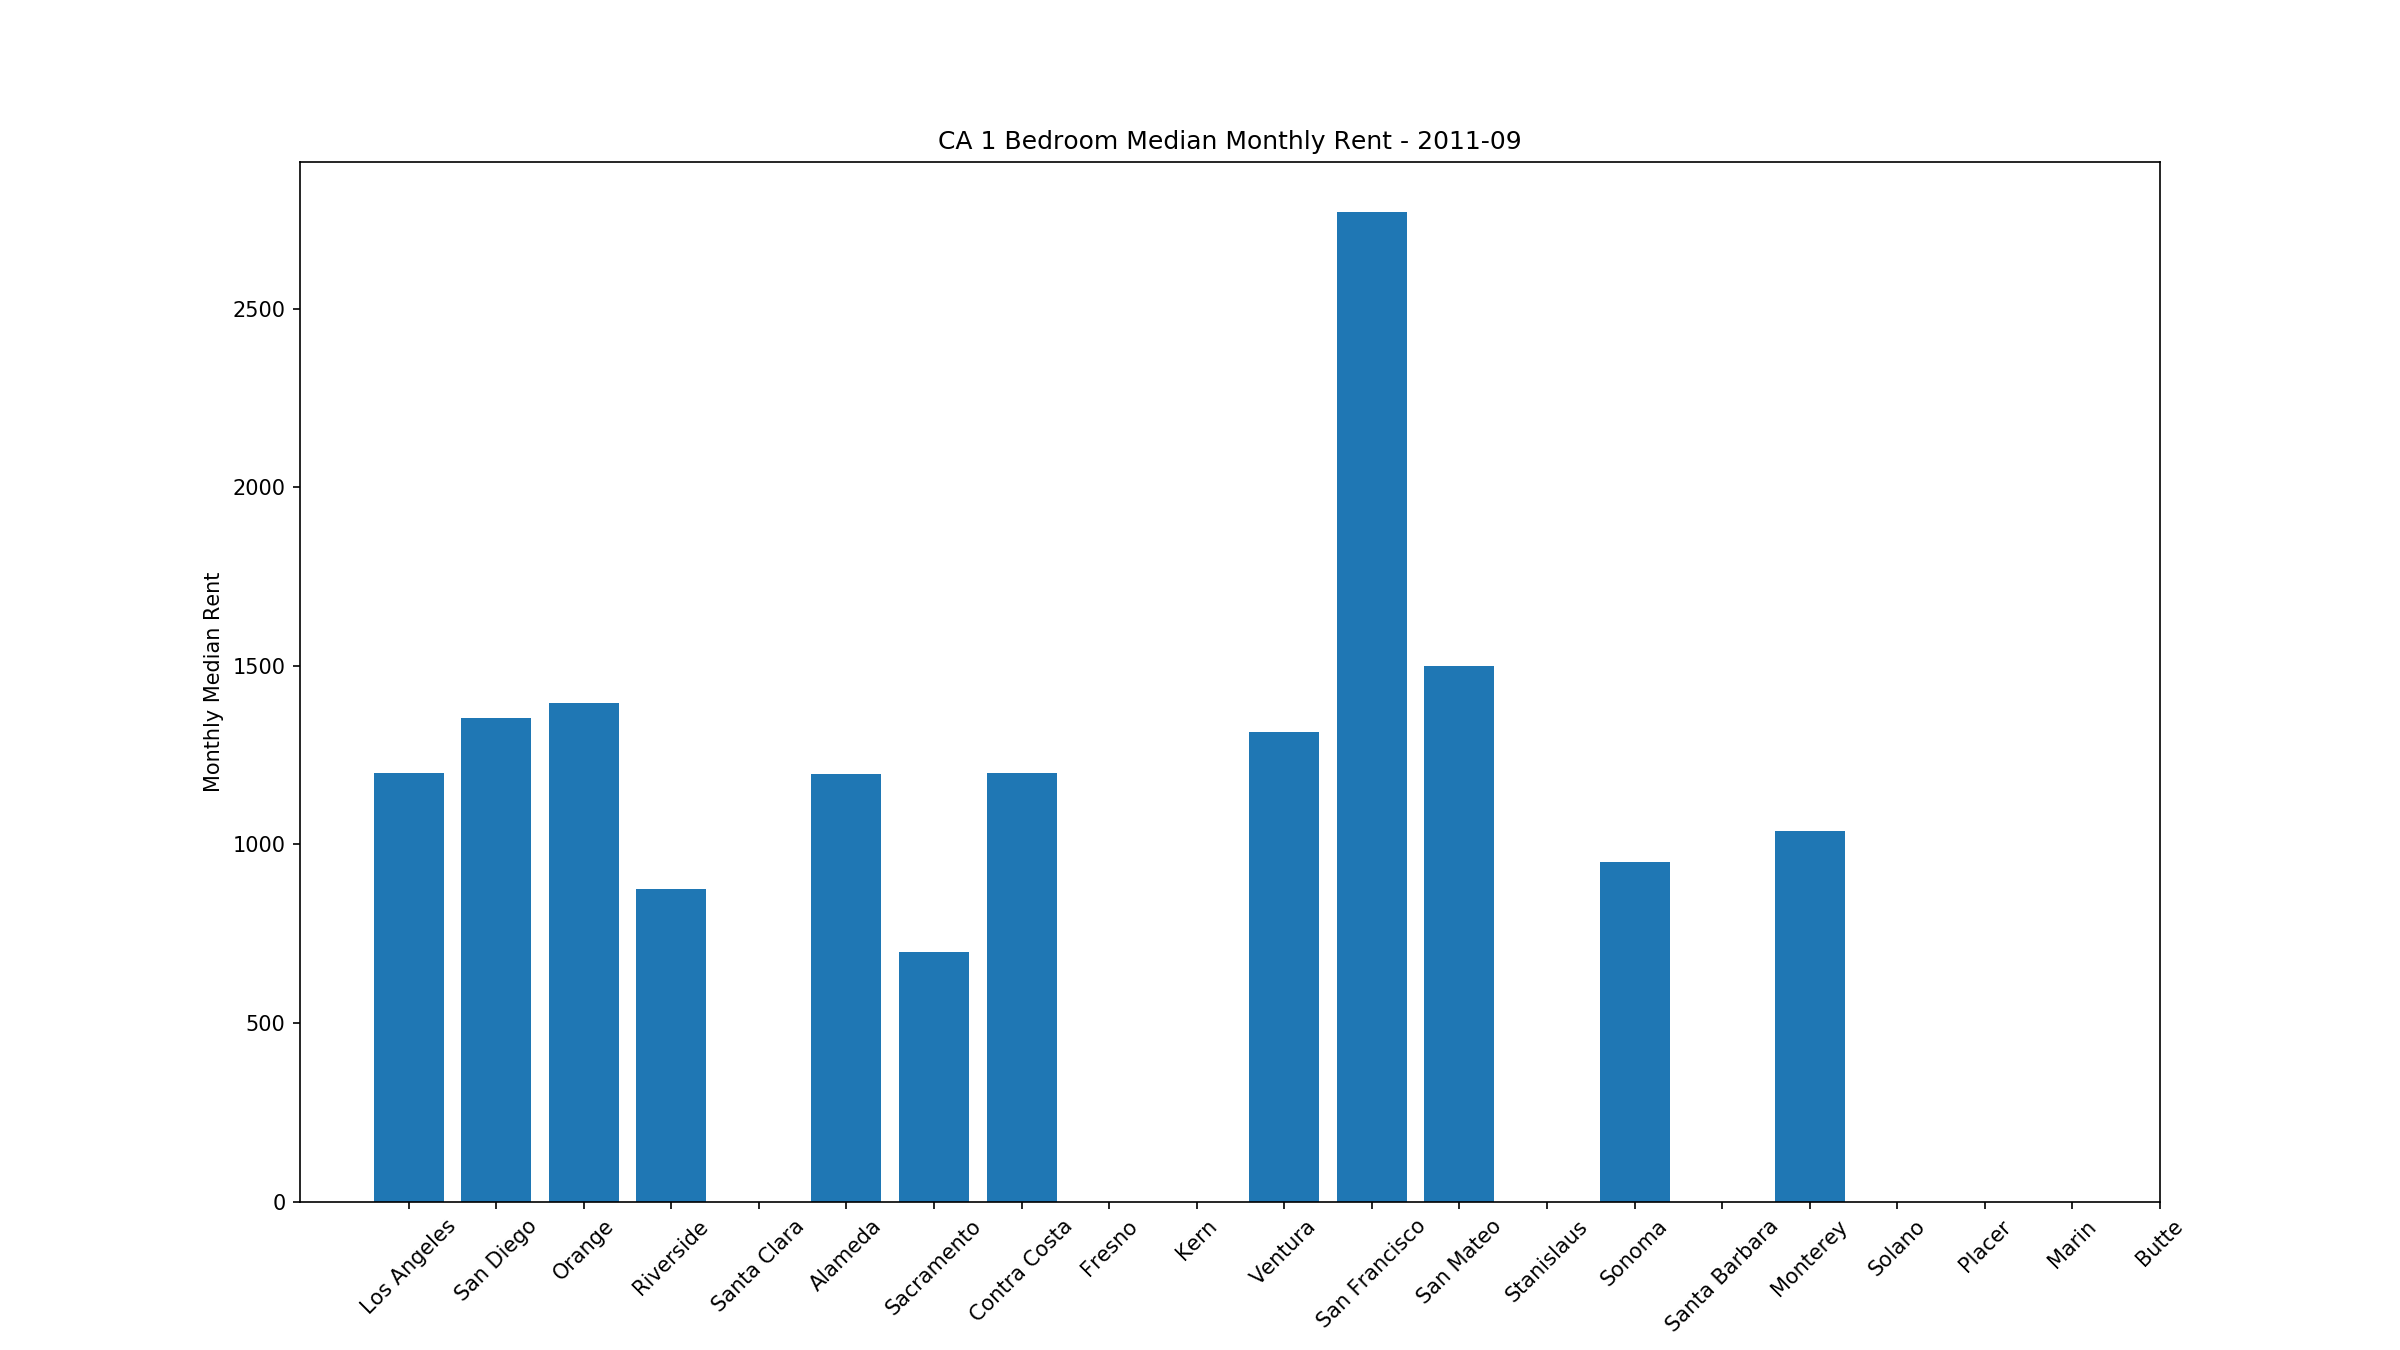 CA 1 Bedroom Median Monthly Rent - 2011-09
Monthly Median Rent
2500
2000
1500
1000
500
0
Los Angeles
San Diego
Orange
Riverside
Santa Clara
Alameda
Sacramento
Contra Costa
Fresno
Kern
Ventura
San Francisco
San Mateo
Stanislaus
Sonoma
Santa Barbara
Monterey
Solano
Placer
Marin
Butte